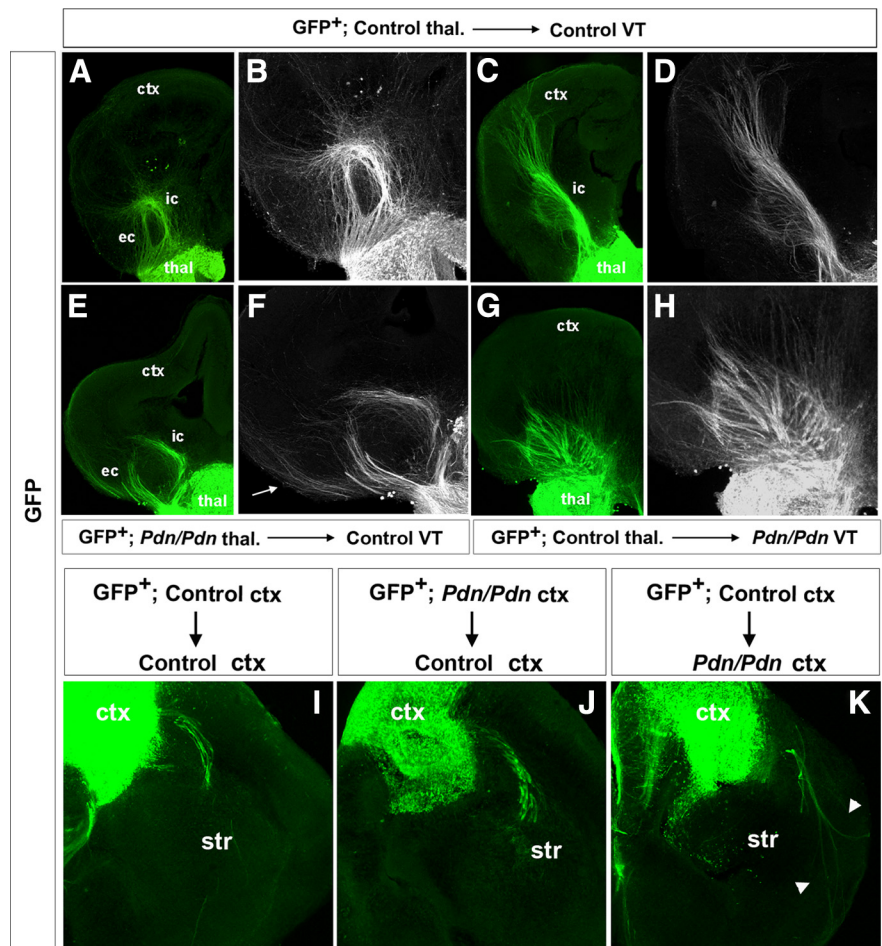 GFP+; Control thal. → Control VT
GFP
A
ctx
ic
ec
thal
B
C
ctx
ic
thal
D
E
ctx
ic
ec
thal
F
G
ctx
thal
H
GFP+; Pdn/Pdn thal. → Control VT
GFP+; Control thal. → Pdn/Pdn VT
GFP+; Control ctx
↓
Control ctx
GFP+; Pdn/Pdn ctx
↓
Control ctx
GFP+; Control ctx
↓
Pdn/Pdn ctx
ctx
I
str
ctx
J
str
ctx
K
str